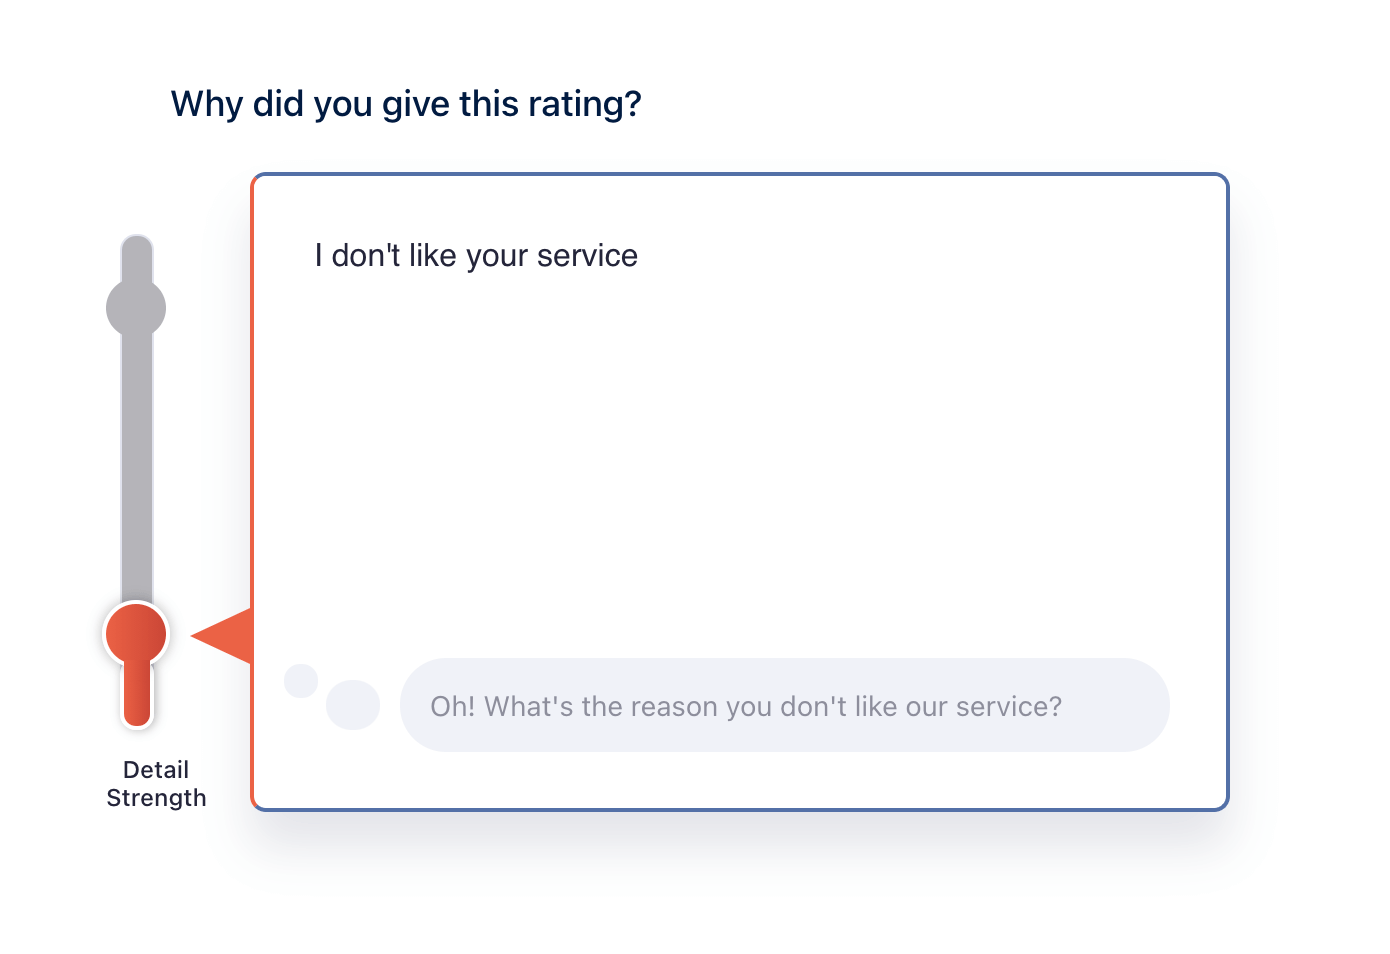 Why did you give this rating?
I don't like your service
Oh! What's the reason you don't like our service?
Detail
Strength